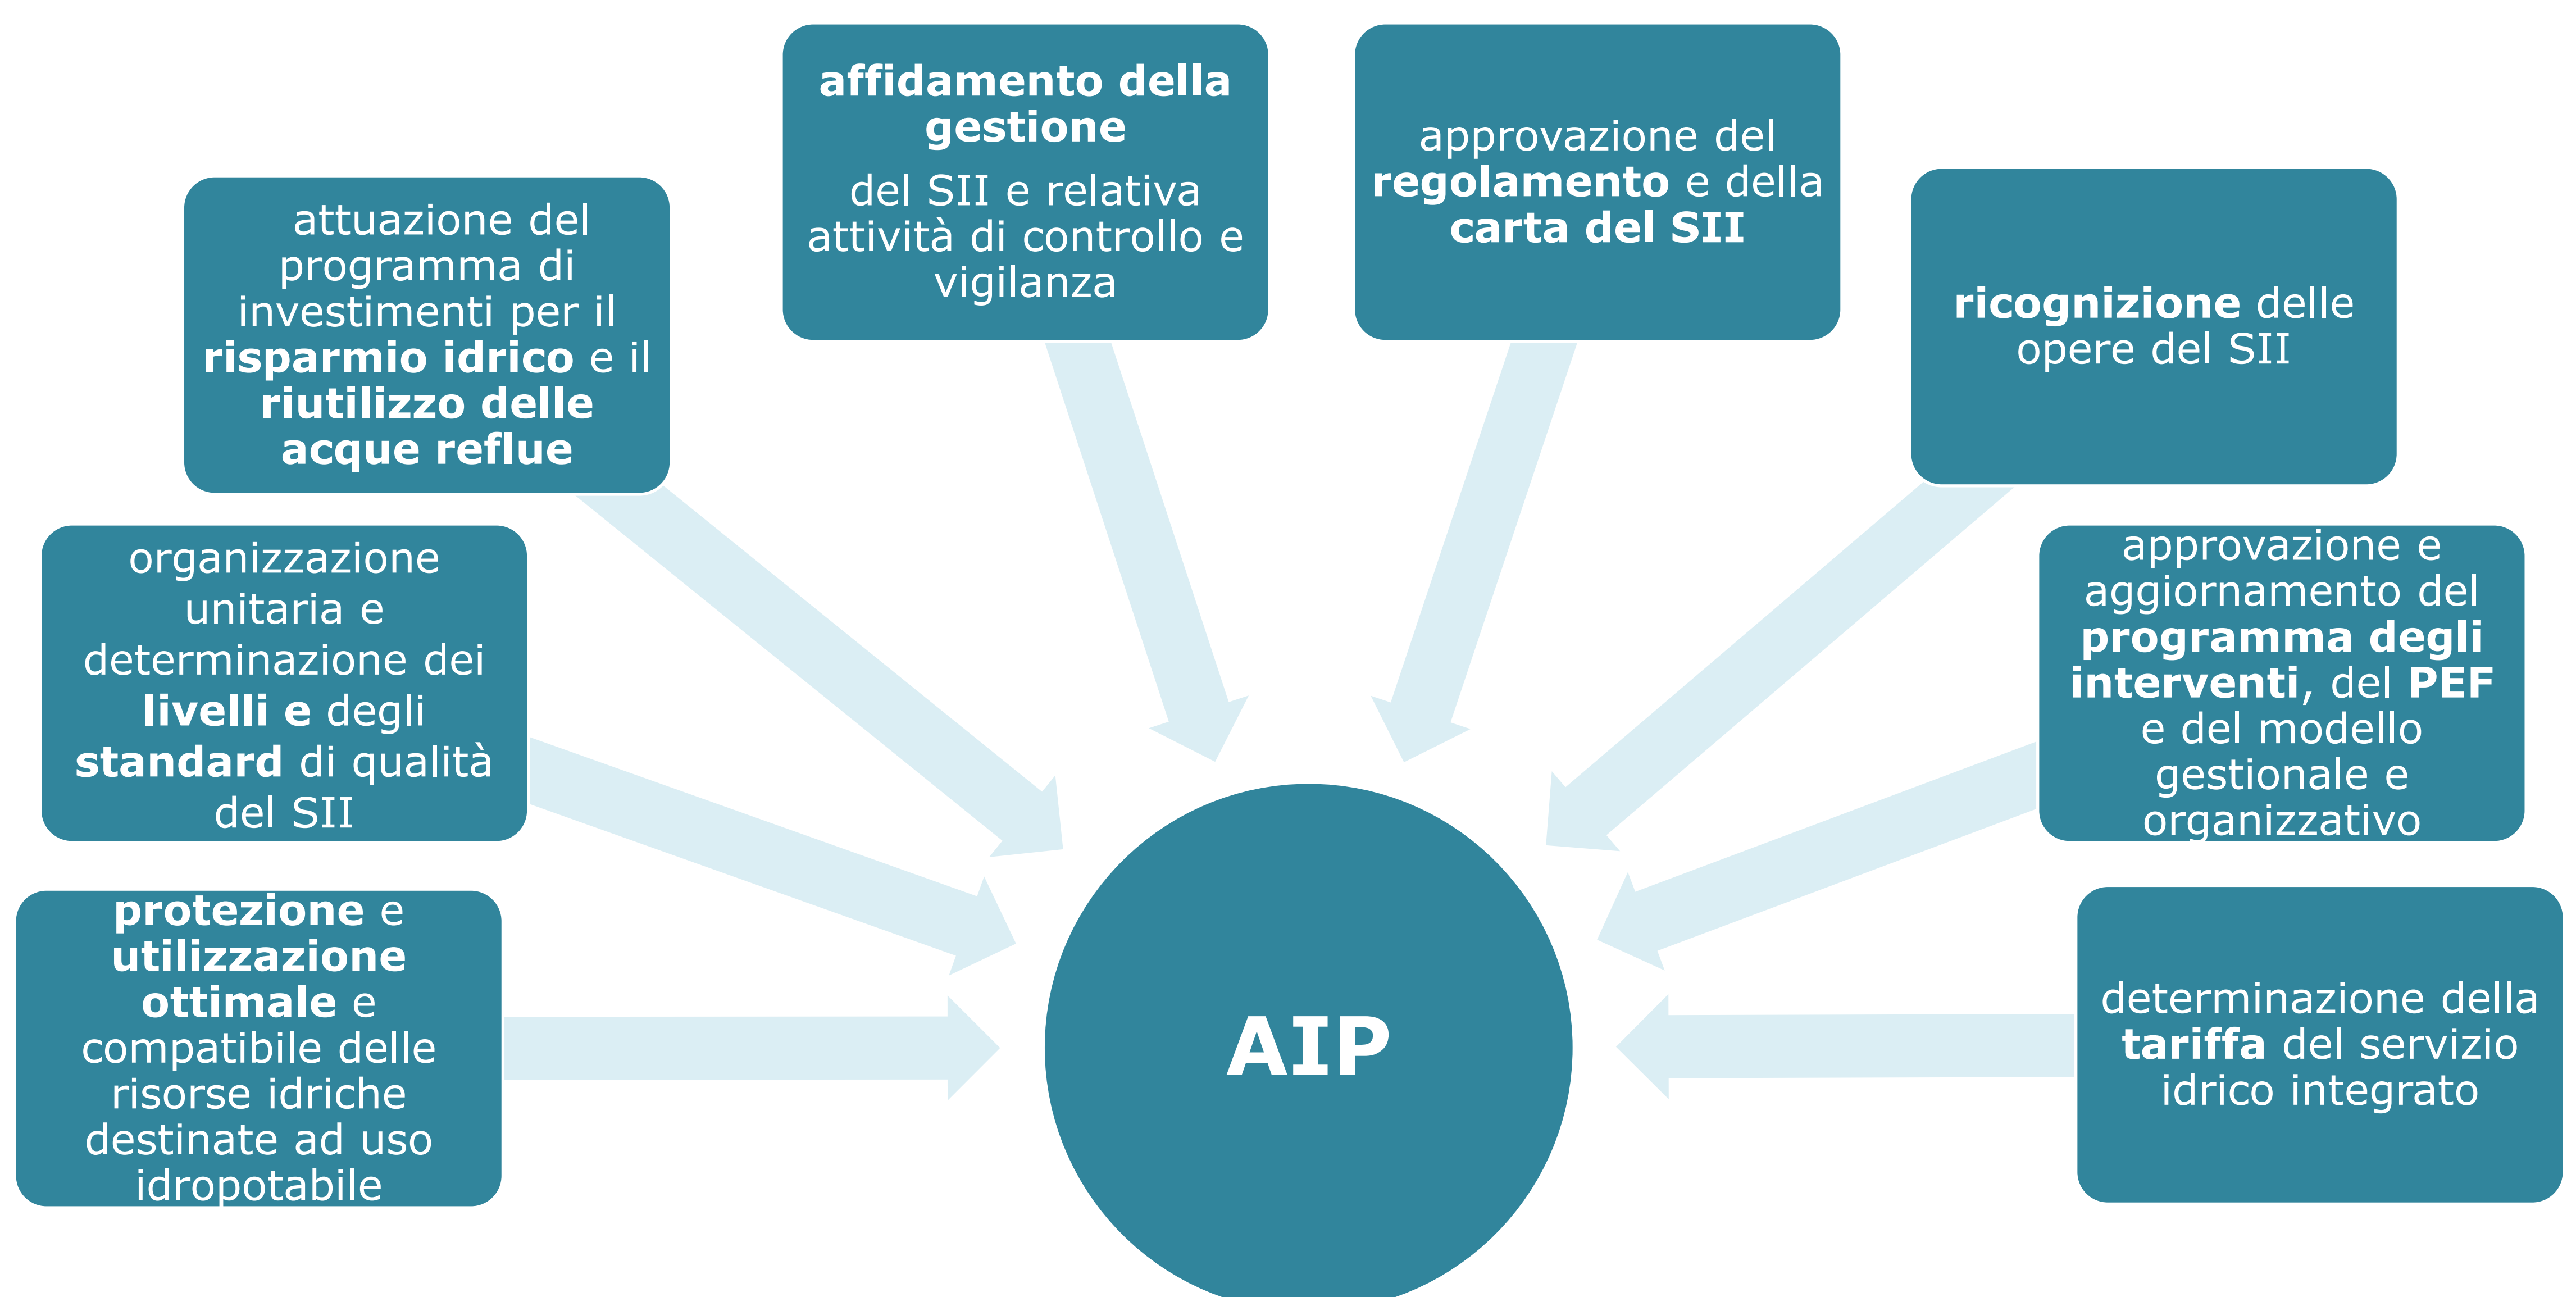 affidamento della
gestione
del SII e relativa
attività di controllo e
vigilanza
approvazione del
regolamento e della
carta del SII
attuazione del
programma di
investimenti per il
risparmio idrico e il
riutilizzo delle
acque reflue
ricognizione delle
opere del SII
organizzazione
unitaria e
determinazione dei
livelli e degli
standard di qualità
del SII
approvazione e
aggiornamento del
programma degli
interventi, del PEF
e del modello
gestionale e
organizzativo
protezione e
utilizzazione
ottimale e
compatibile delle
risorse idriche
destinate ad uso
idropotabile
determinazione della
tariffa del servizio
idrico integrato
AIP